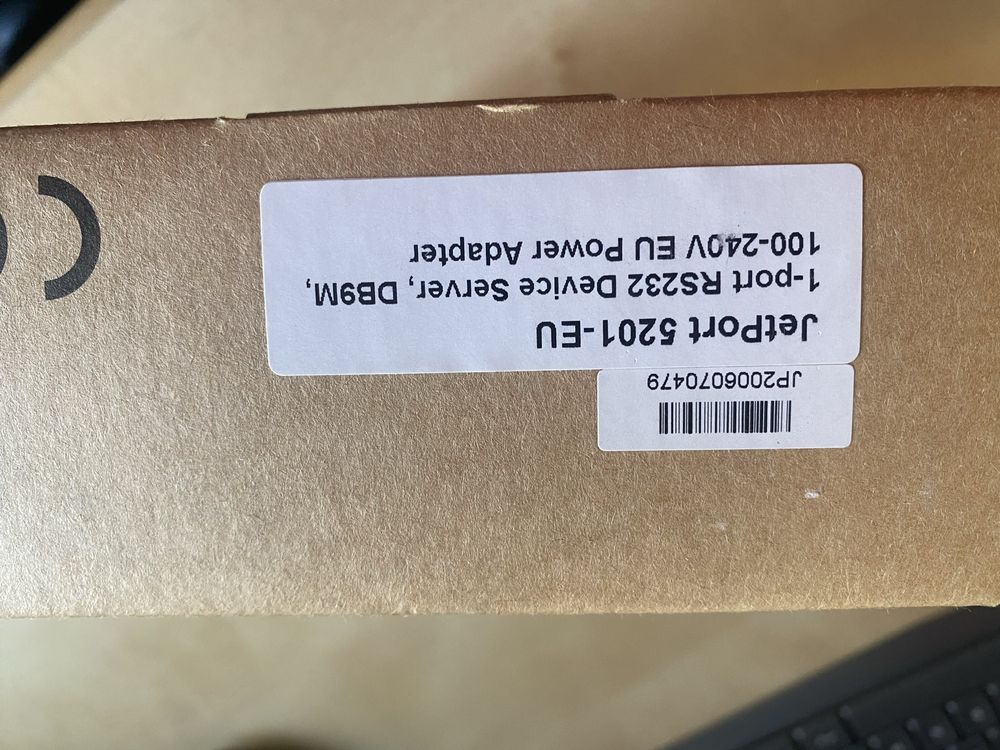 JP2006070479
JetPort 5201-EU
1-port RS232 Device Server, DB9M,
100-240V EU Power Adapter